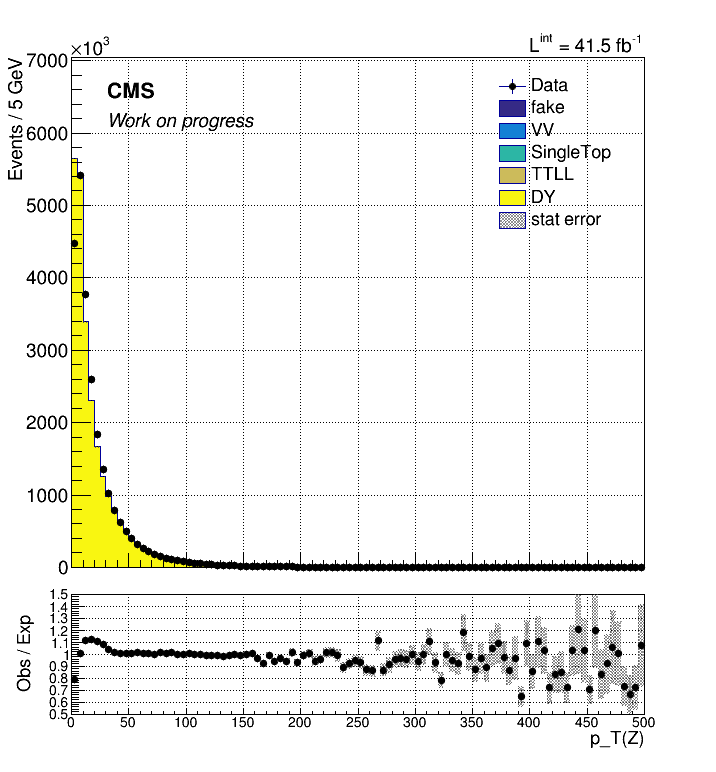 ×10³
L^int = 41.5 fb⁻¹
Events / 5 GeV
7000
6000
5000
4000
3000
2000
1000
0
CMS
Work on progress
Data
fake
VV
SingleTop
TTLL
DY
stat error
Obs / Exp
1.5
1.4
1.3
1.2
1.1
1
0.9
0.8
0.7
0.6
0.5
0 50 100 150 200 250 300 350 400 450 500
p_T(Z)